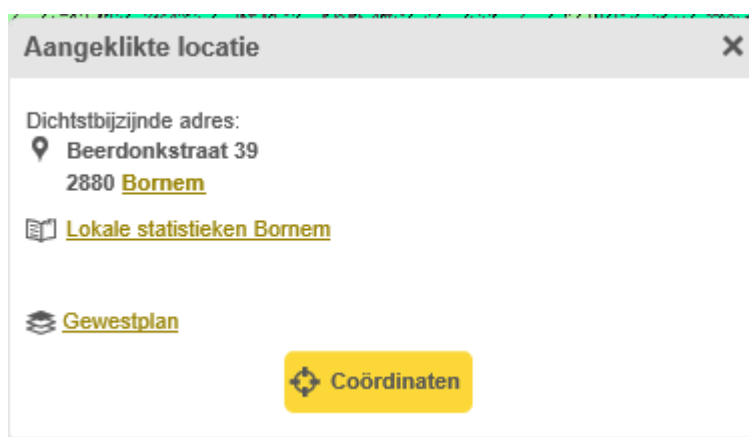 Aangeklikte locatie
Dichtstbijzijnde adres:
Beerdonkstraat 39
2880 Bornem
Lokale statistieken Bornem
Gewestplan
Coördinaten